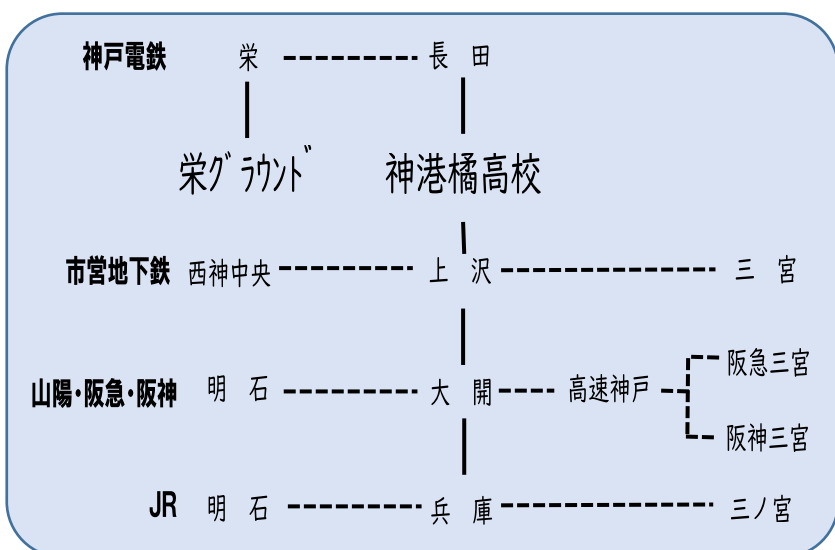 神戸電鉄 栄 長 田
栄グラウンド 神港橘高校
市営地下鉄 西神中央 上 沢 三 宮
阪急三宮
山陽・阪急・阪神 明 石 大 開 高速神戸
阪神三宮
JR 明 石 兵 庫 三ノ宮